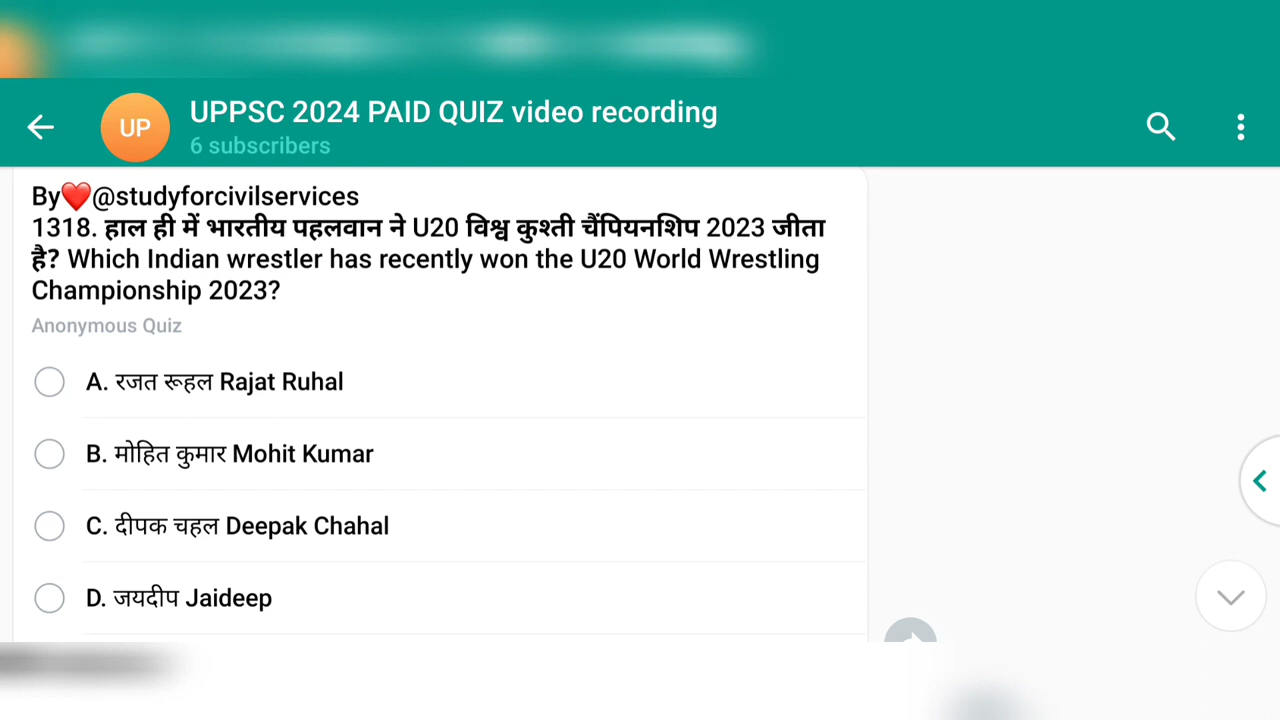 UP
UPPSC 2024 PAID QUIZ video recording
6 subscribers
By❤️@studyforcivilservices
1318. हाल ही में भारतीय पहलवान ने U20 विश्व कुश्ती चैंपियनशिप 2023 जीता
है? Which Indian wrestler has recently won the U20 World Wrestling
Championship 2023?
Anonymous Quiz
A. रजत रूहल Rajat Ruhal
B. मोहित कुमार Mohit Kumar
C. दीपक चहल Deepak Chahal
D. जयदीप Jaideep